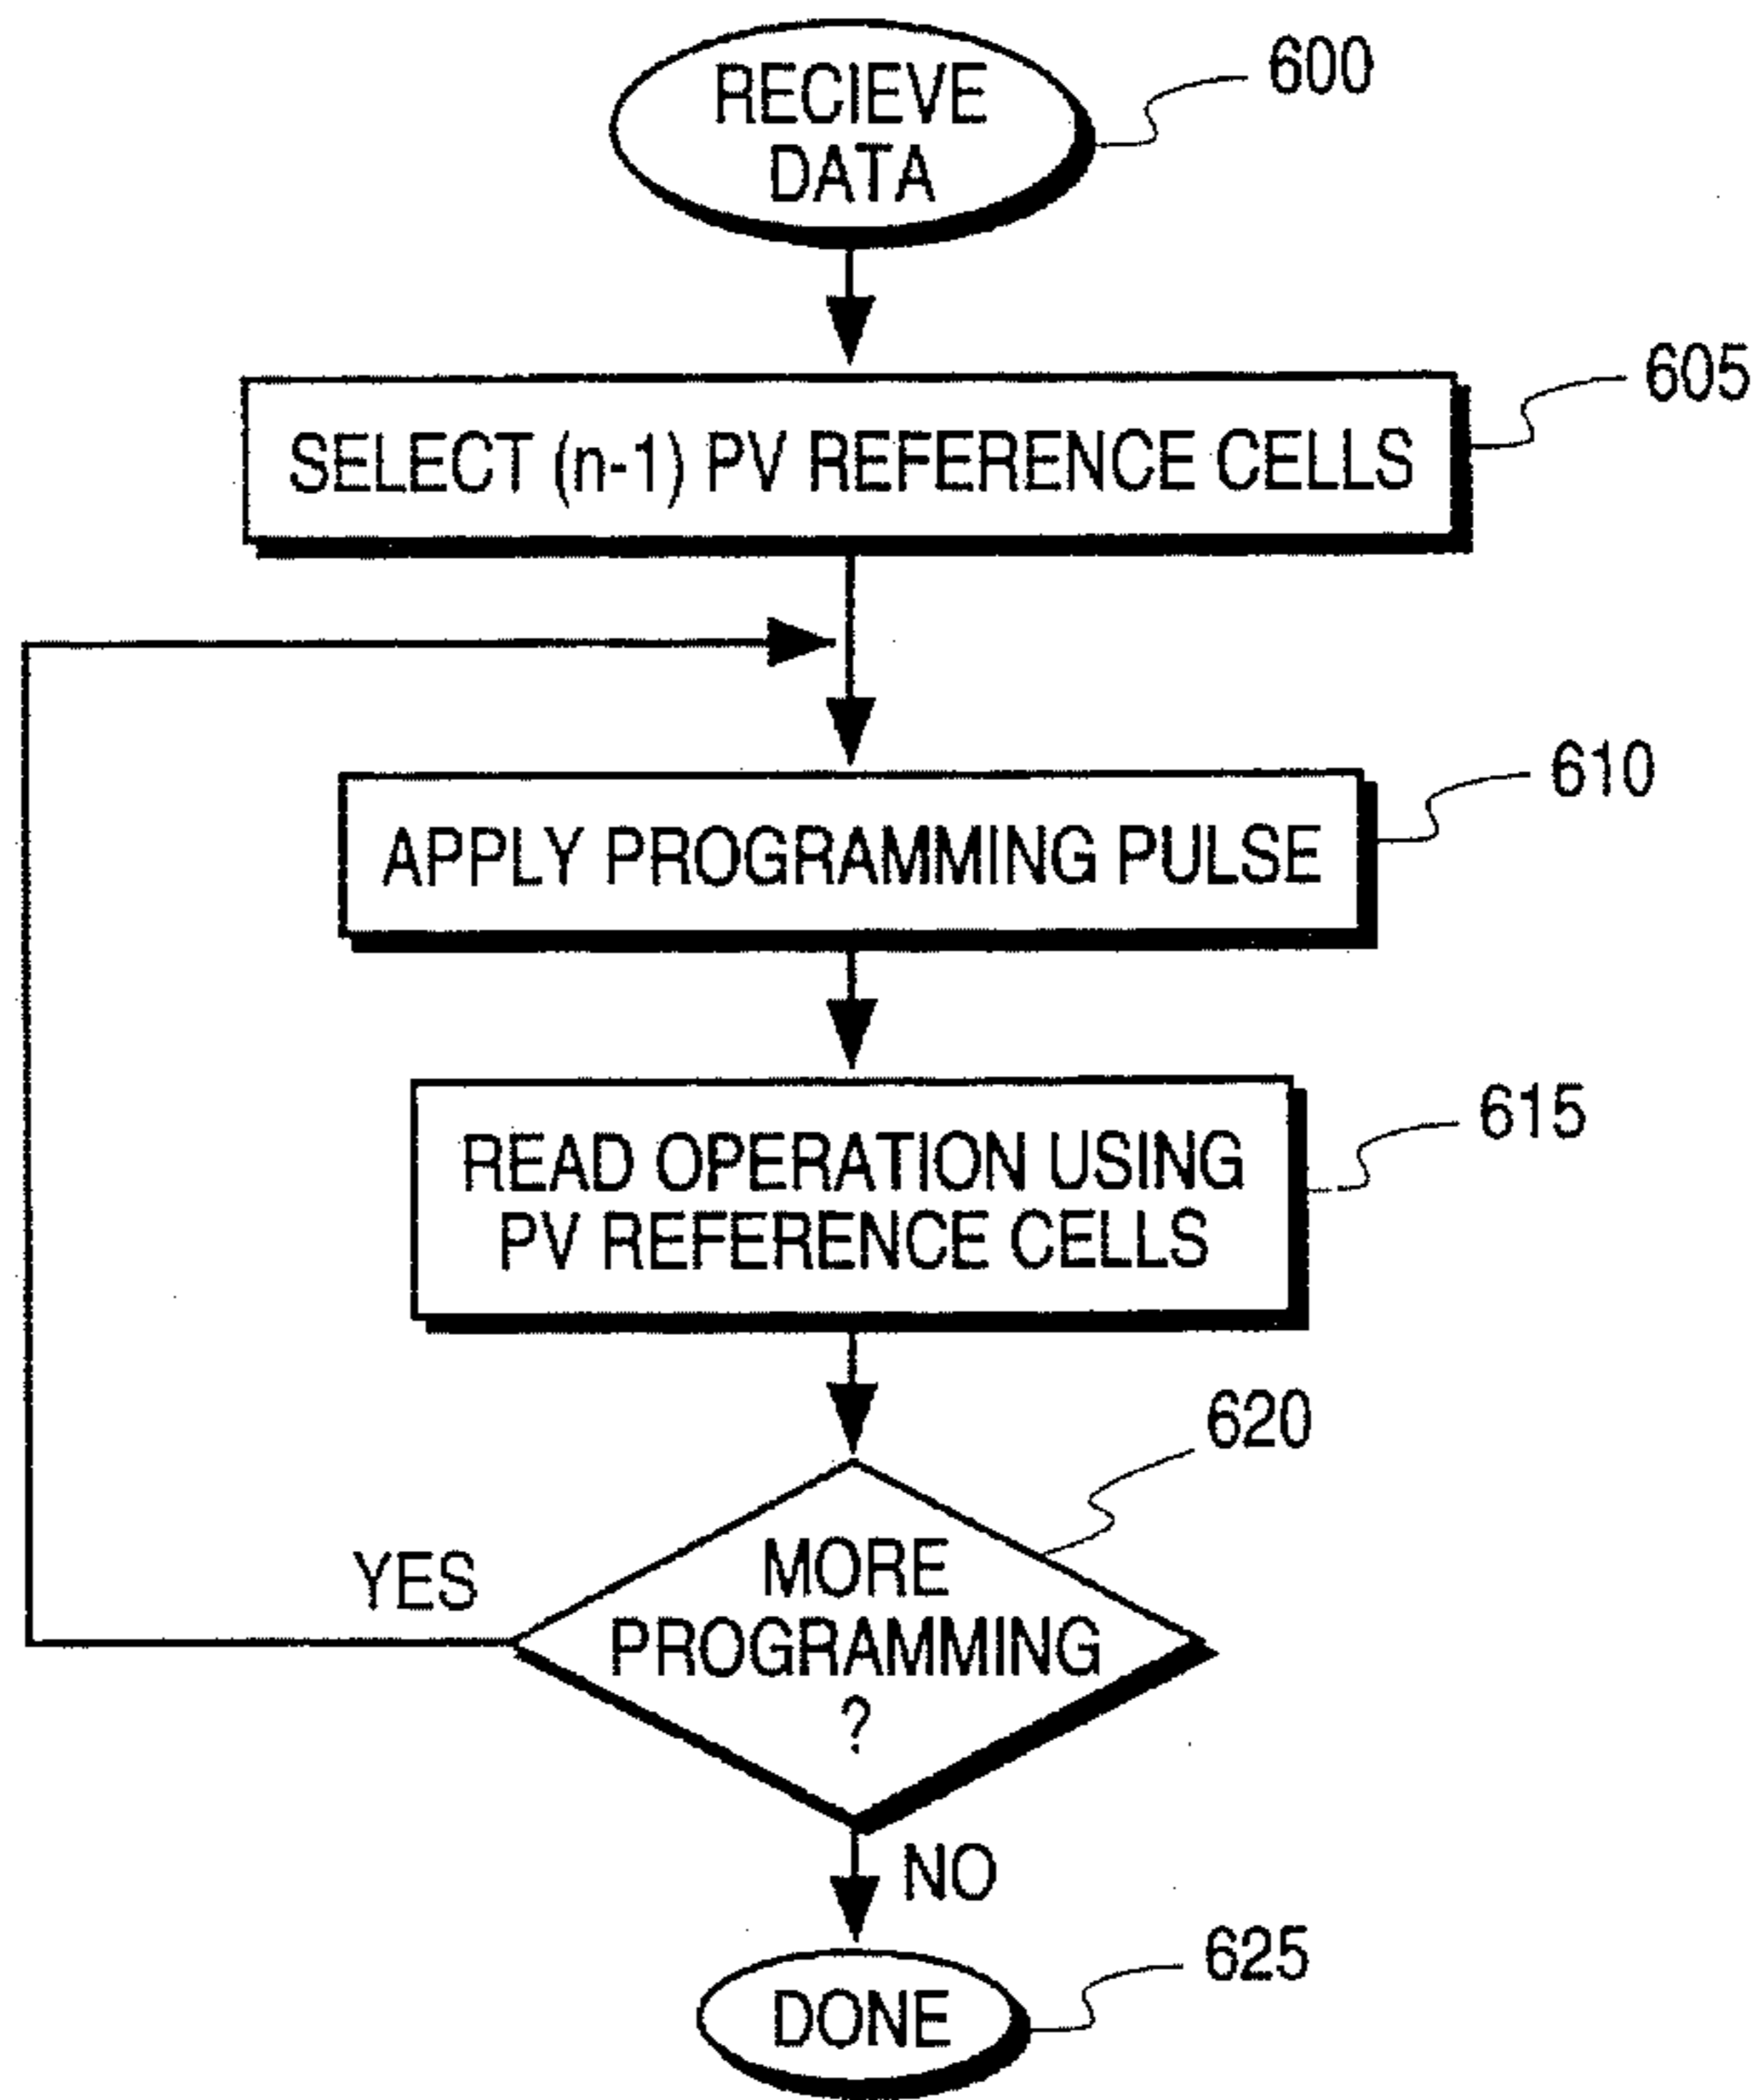 RECIEVE
DATA
600
605
SELECT (n-1) PV REFERENCE CELLS
610
APPLY PROGRAMMING PULSE
615
READ OPERATION USING
PV REFERENCE CELLS
620
YES
MORE
PROGRAMMING
?
NO
625
DONE